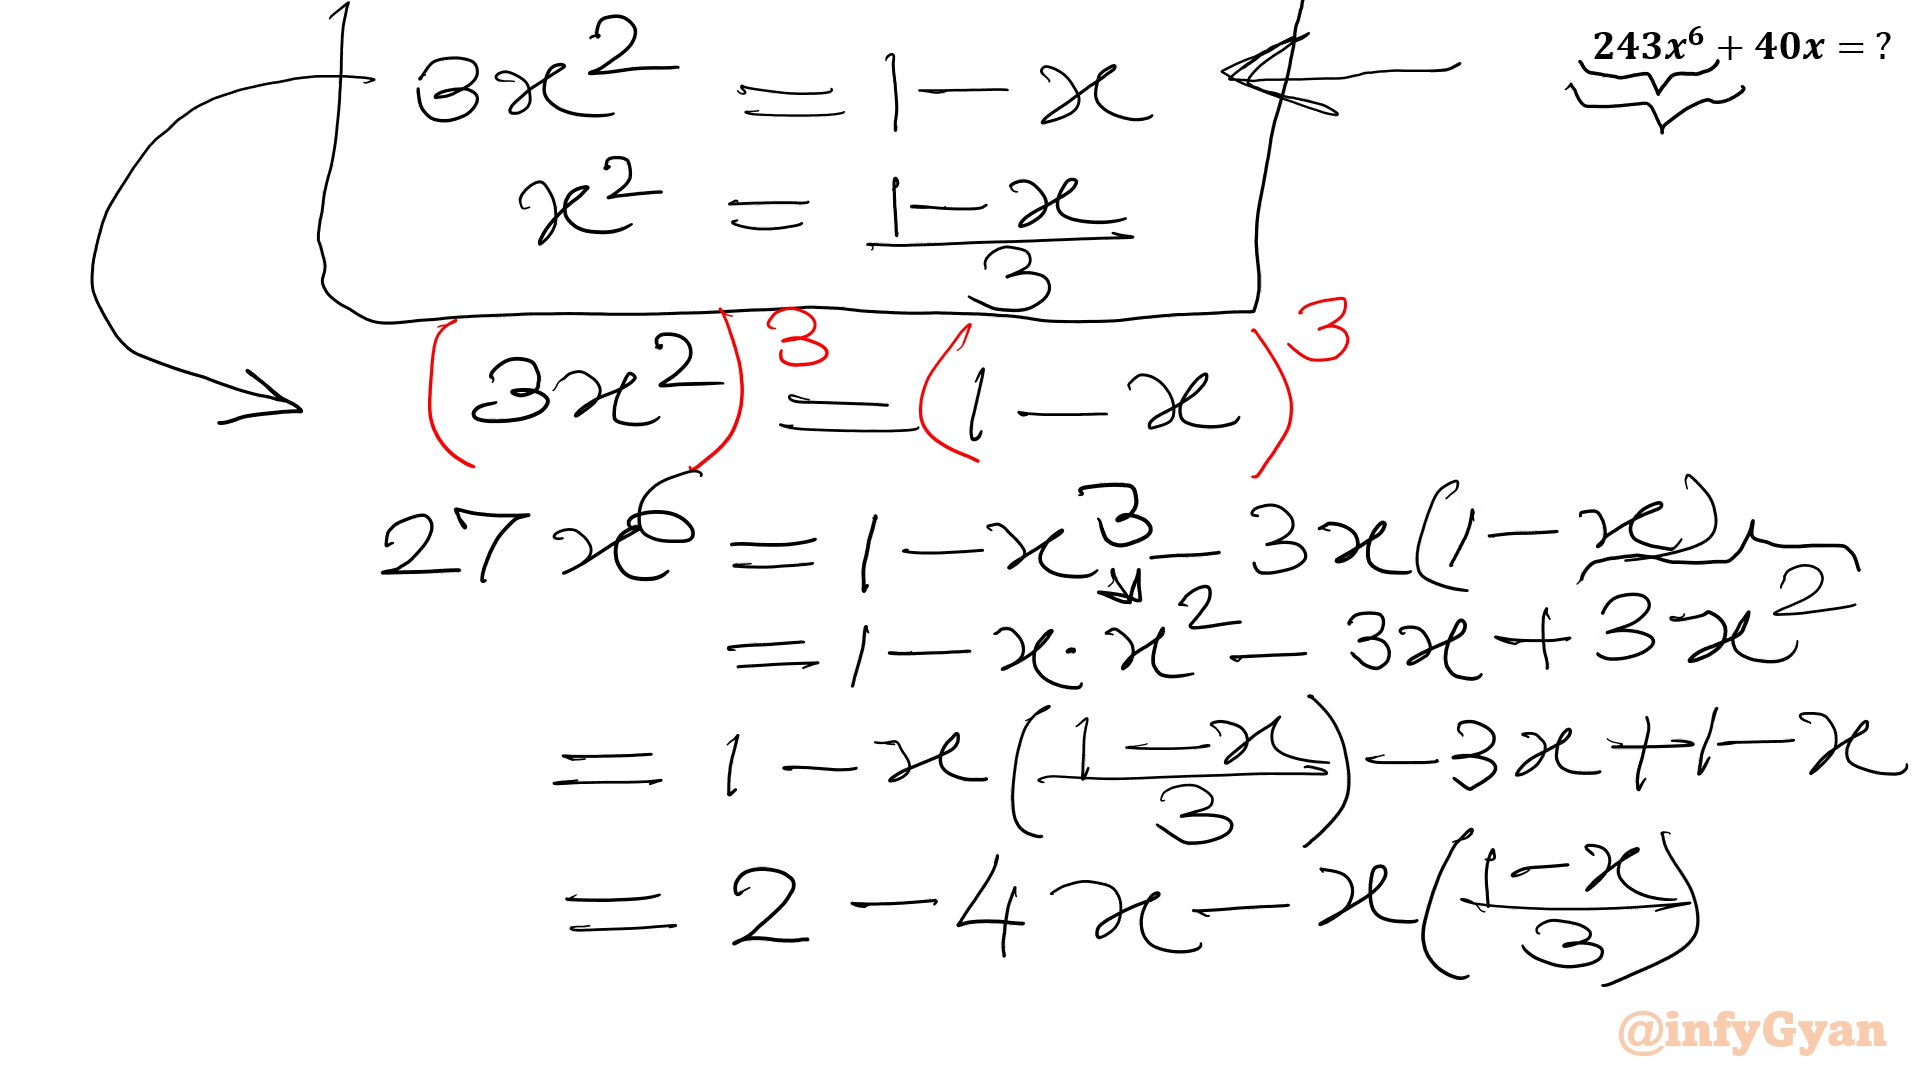 243x⁶ + 40x = ?
3x² = 1 - x
x² = (1 - x)/3
(3x²)³ = (1 - x)³
27x⁶ = 1 - x³ - 3x(1 - x)
= 1 - x · x² - 3x + 3x²
= 1 - x((1 - x)/3) - 3x + 1 - x
= 2 - 4x - x((1 - x)/3)
@infyGyan